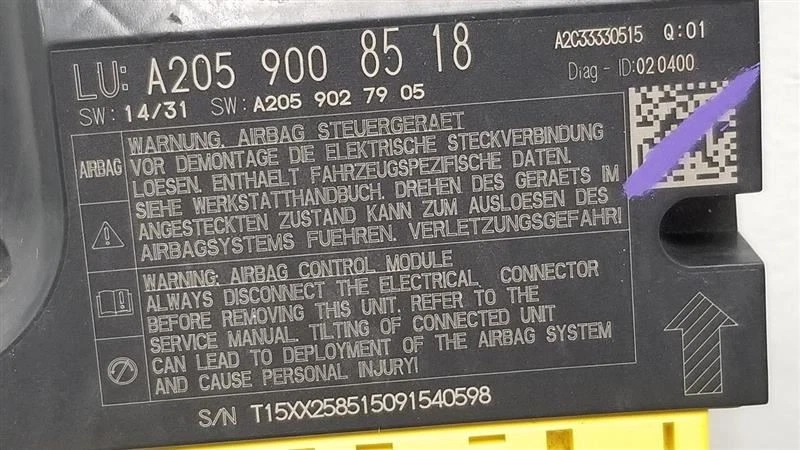 LU: A205 900 85 18
A2C33330515 Q:01
SW: 14/31 SW: A205 902 79 05
Diag - ID:020400
AIRBAG
WARNUNG, AIRBAG STEUERGERAET
VOR DEMONTAGE DIE ELEKTRISCHE STECKVERBINDUNG
LOESEN. ENTHAELT FAHRZEUGSPEZIFISCHE DATEN.
SIEHE WERKSTATTHANDBUCH. DREHEN DES GERAETS IM
ANGESTECKTEN ZUSTAND KANN ZUM AUSLOESEN DES
AIRBAGSYSTEMS FUEHREN. VERLETZUNGSGEFAHR!
WARNING: AIRBAG CONTROL MODULE
ALWAYS DISCONNECT THE ELECTRICAL CONNECTOR
BEFORE REMOVING THIS UNIT. REFER TO THE
SERVICE MANUAL. TILTING OF CONNECTED UNIT
CAN LEAD TO DEPLOYMENT OF THE AIRBAG SYSTEM
AND CAUSE PERSONAL INJURY!
S/N T15XX258515091540598